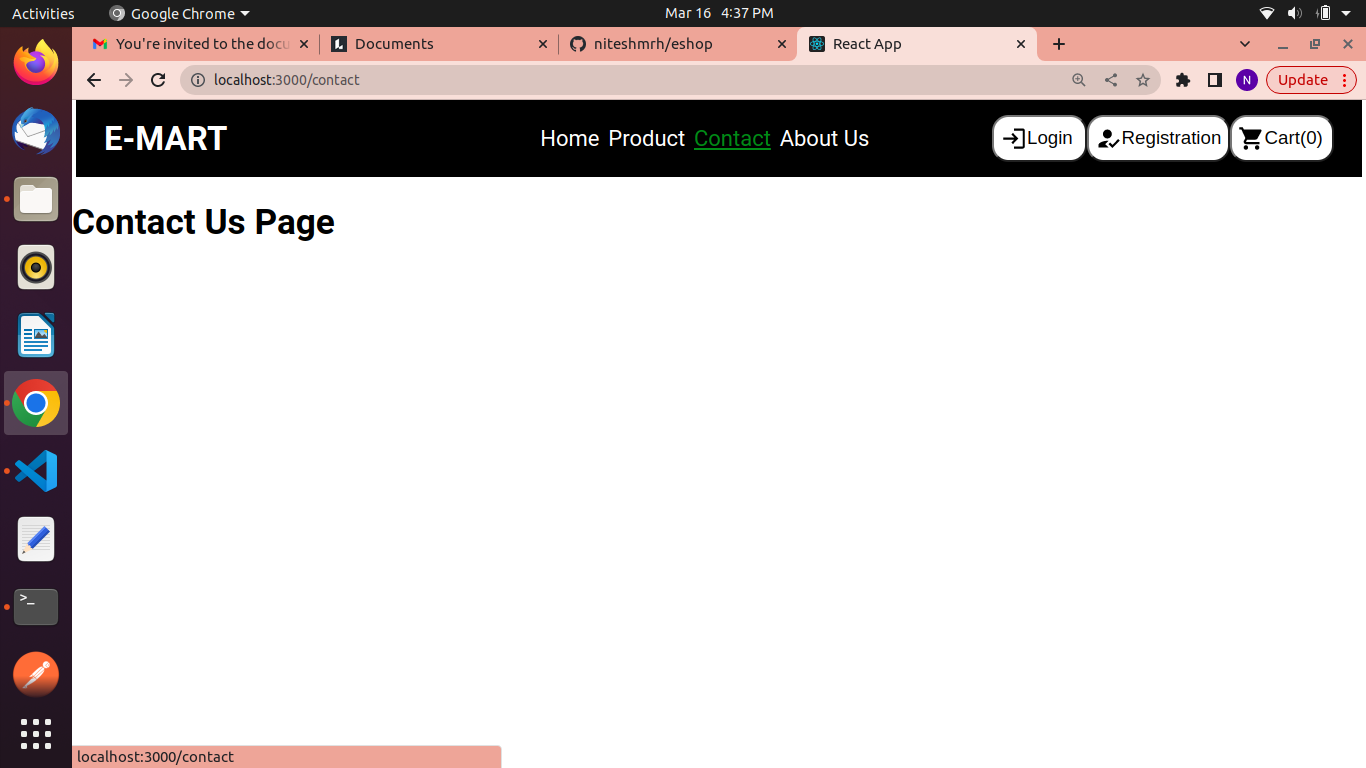 Activities
Google Chrome
Mar 16 4:37 PM
You're invited to the docu
Documents
niteshmrh/eshop
React App
localhost:3000/contact
N
Update
E-MART
Home
Product
Contact
About Us
Login
Registration
Cart(0)
Contact Us Page
>_
localhost:3000/contact